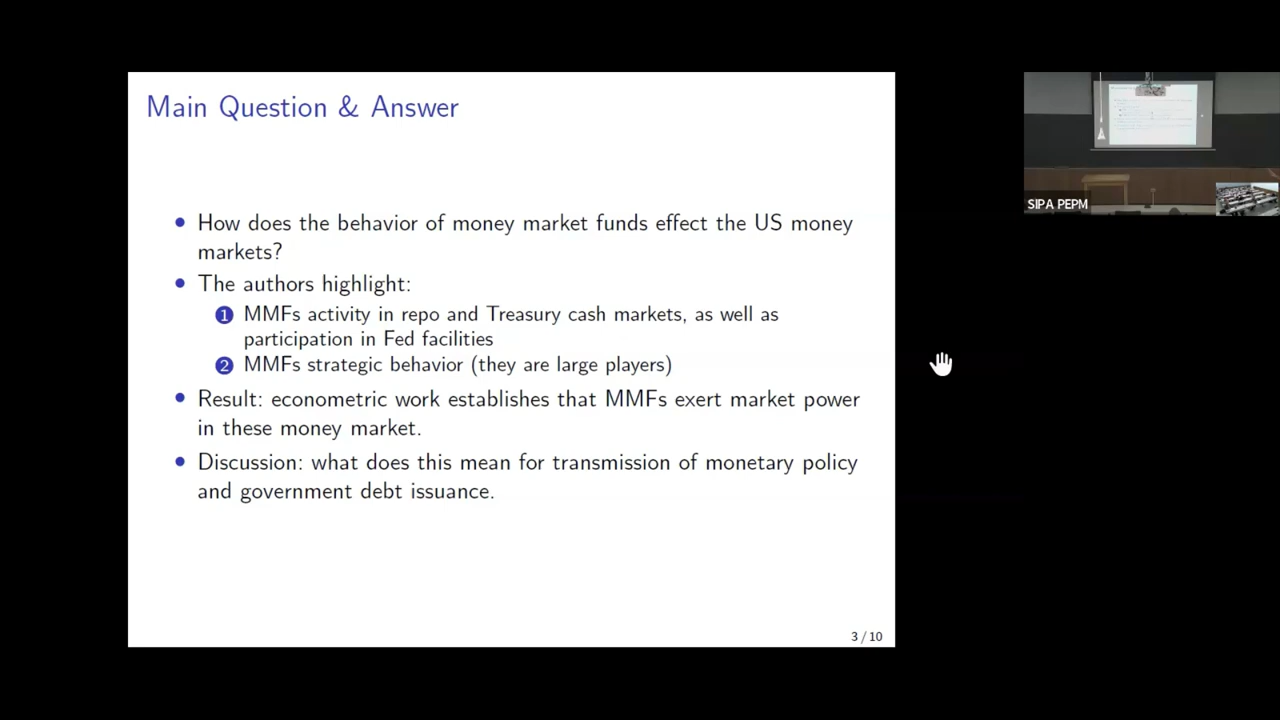 Main Question & Answer
• How does the behavior of money market funds effect the US money
markets?
• The authors highlight:
1 MMFs activity in repo and Treasury cash markets, as well as
participation in Fed facilities
2 MMFs strategic behavior (they are large players)
• Result: econometric work establishes that MMFs exert market power
in these money market.
• Discussion: what does this mean for transmission of monetary policy
and government debt issuance.
3 / 10
SIPA PEPM